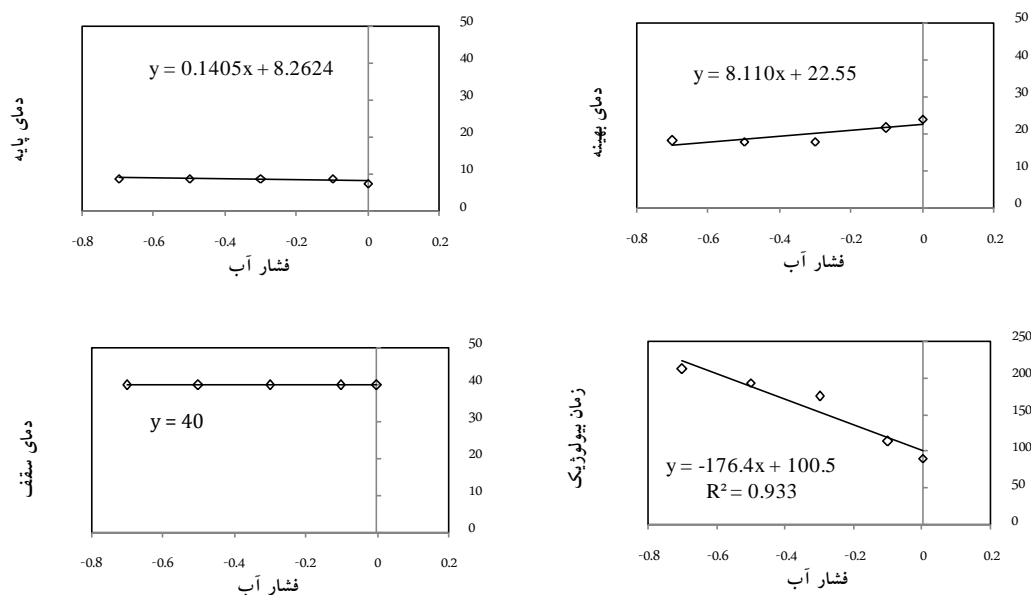 50
40
30
20
10
0
y = 0.1405x + 8.2624
دمای پایه
-0.8 -0.6 -0.4 -0.2 0 0.2
فشار آب
50
40
30
20
10
0
y = 8.110x + 22.55
دمای بهینه
-0.8 -0.6 -0.4 -0.2 0 0.2
فشار آب
50
40
30
20
10
0
y = 40
دمای سقف
-0.8 -0.6 -0.4 -0.2 0 0.2
فشار آب
250
200
150
100
50
0
y = -176.4x + 100.5
R² = 0.933
زمان بیولوژیک
-0.8 -0.6 -0.4 -0.2 0 0.2
فشار آب